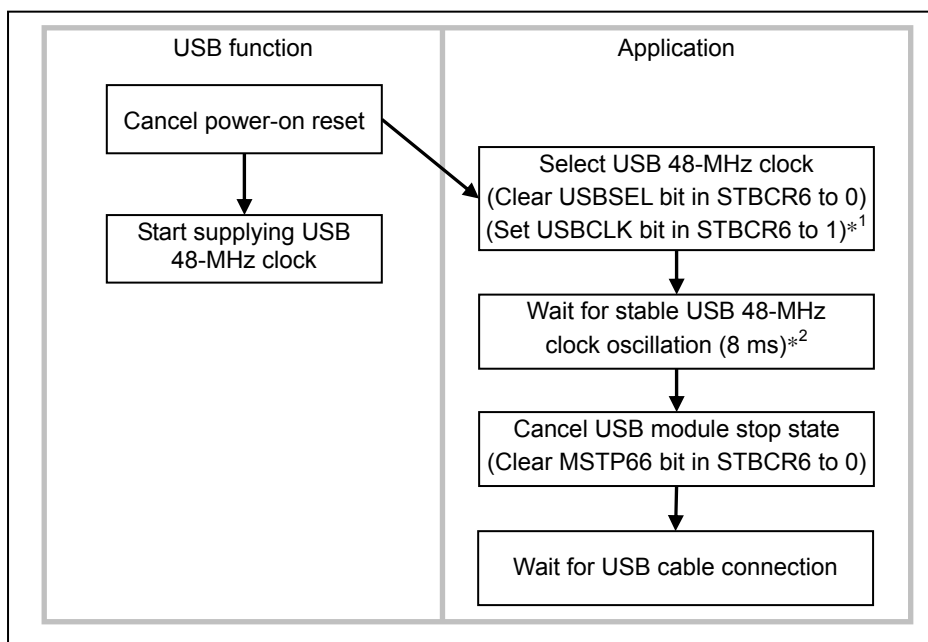 USB function
Application
Cancel power-on reset
Start supplying USB
48-MHz clock
Select USB 48-MHz clock
(Clear USBSEL bit in STBCR6 to 0)
(Set USBCLK bit in STBCR6 to 1)*1
Wait for stable USB 48-MHz
clock oscillation (8 ms)*2
Cancel USB module stop state
(Clear MSTP66 bit in STBCR6 to 0)
Wait for USB cable connection